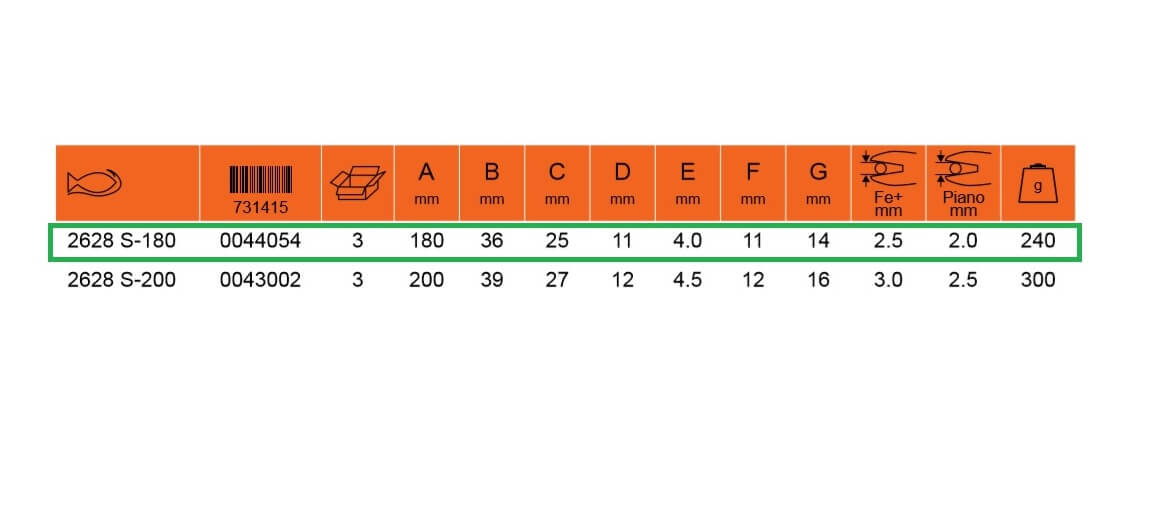 731415 A mm B mm C mm D mm E mm F mm G mm Fe+ mm Piano mm g
2628 S-180 0044054 3 180 36 25 11 4.0 11 14 2.5 2.0 240
2628 S-200 0043002 3 200 39 27 12 4.5 12 16 3.0 2.5 300